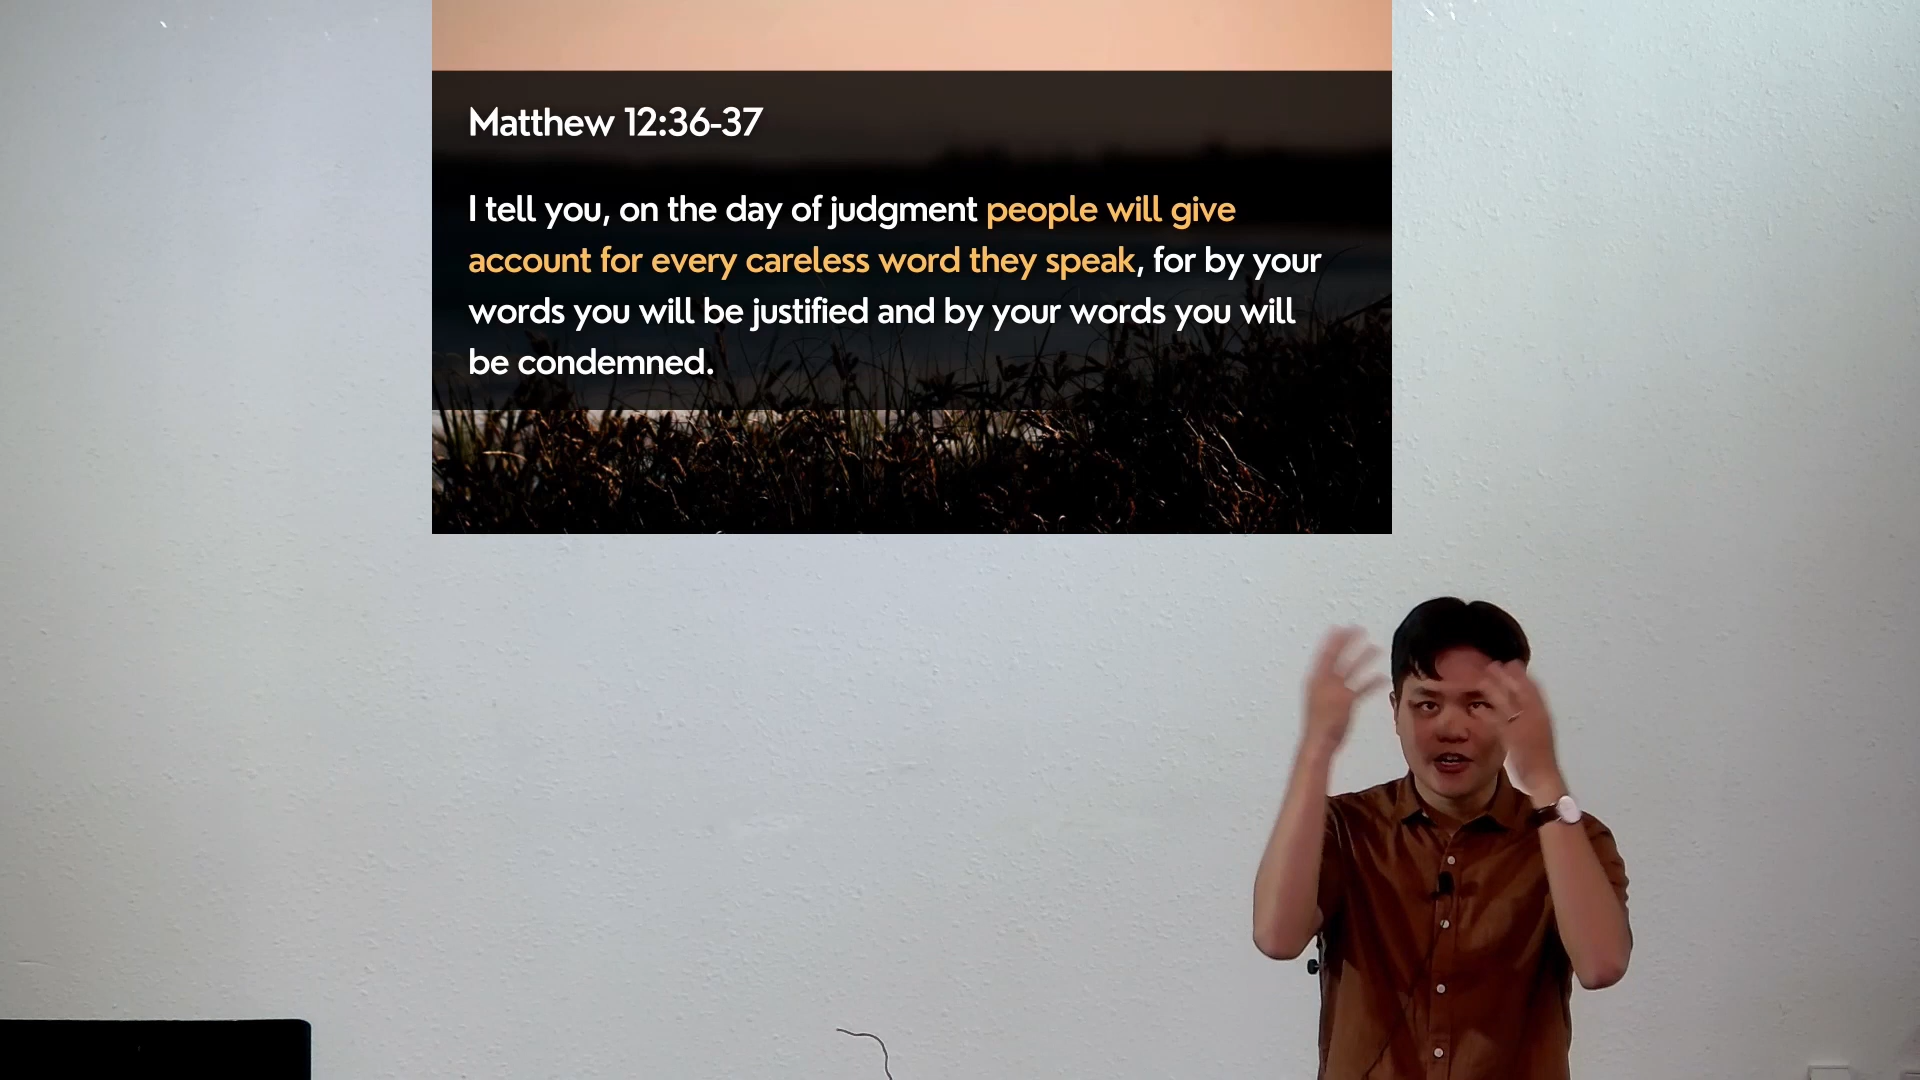 Matthew 12:36-37
I tell you, on the day of judgment people will give
account for every careless word they speak, for by your
words you will be justified and by your words you will
be condemned.